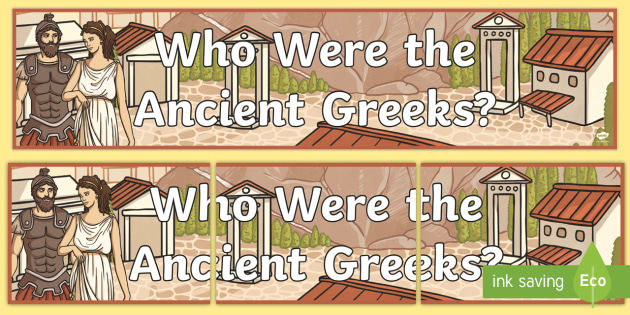 Who Were the
Ancient Greeks?
Who Were the
Ancient Greeks?
ink saving Eco